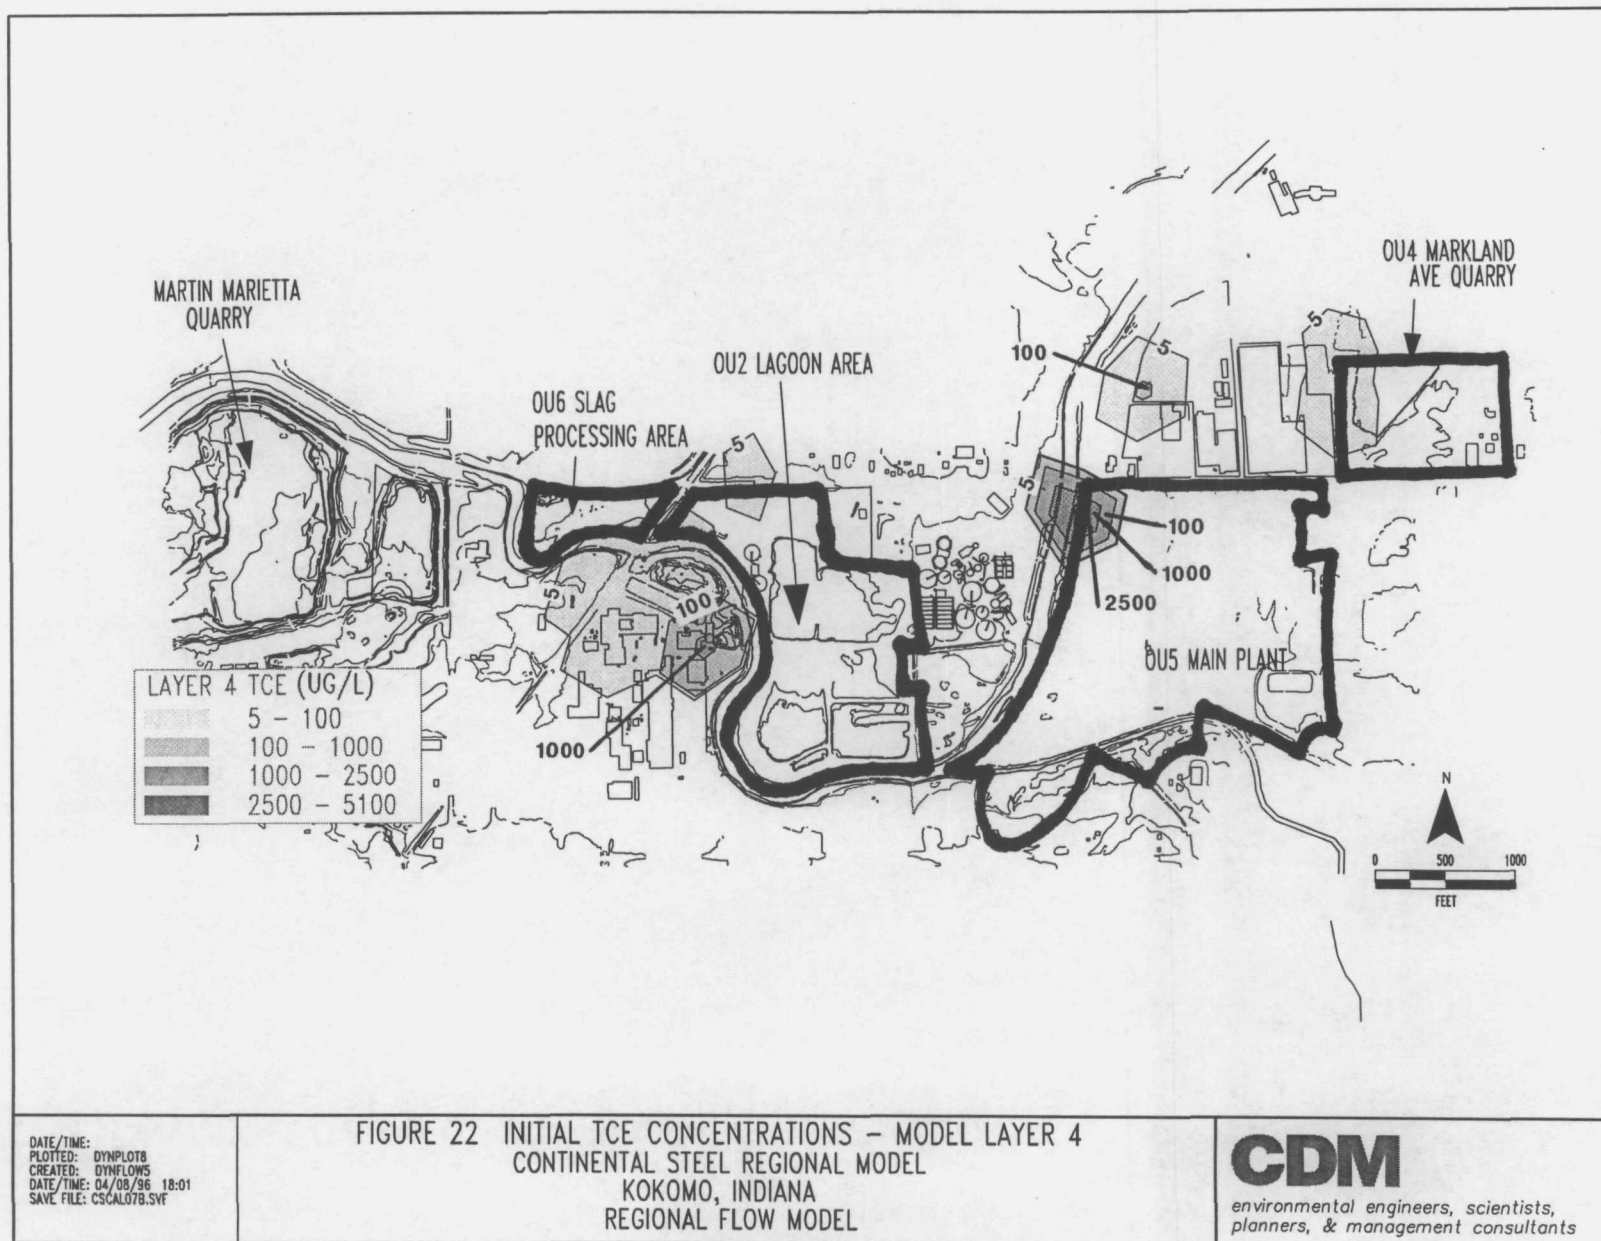 OU4 MARKLAND
AVE QUARRY
MARTIN MARIETTA
QUARRY
5
5
100
OU2 LAGOON AREA
OU6 SLAG
PROCESSING AREA
5
5
100
1000
2500
5
100
OU5 MAIN PLANT
1000
LAYER 4 TCE (UG/L)
5 - 100
100 - 1000
1000 - 2500
2500 - 5100
N
0 500 1000
FEET
DATE/TIME:
PLOTTED: DYNPLOT8
CREATED: DYNFLOW5
DATE/TIME: 04/08/96 18:01
SAVE FILE: CSCAL07B.SVF
FIGURE 22 INITIAL TCE CONCENTRATIONS - MODEL LAYER 4
CONTINENTAL STEEL REGIONAL MODEL
KOKOMO, INDIANA
REGIONAL FLOW MODEL
CDM
environmental engineers, scientists,
planners, & management consultants